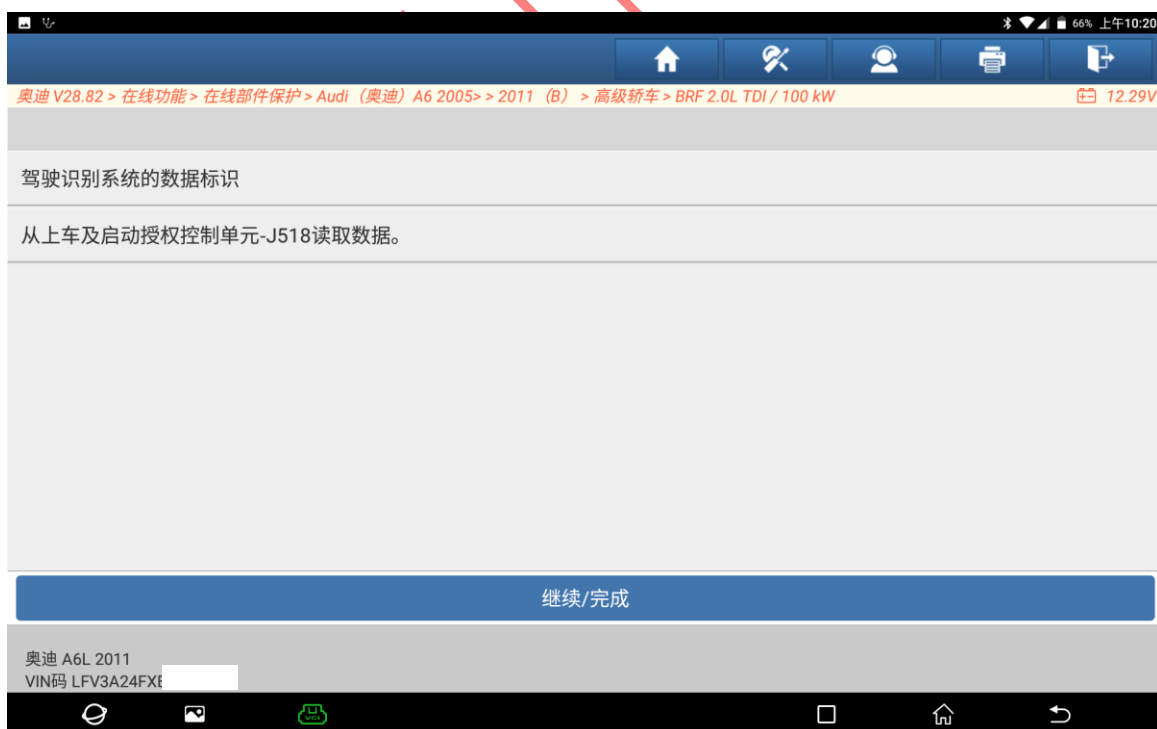 66% 上午10:20
奥迪 V28.82 > 在线功能 > 在线部件保护 > Audi（奥迪）A6 2005> > 2011（B） > 高级轿车 > BRF 2.0L TDI / 100 kW
12.29V
驾驶识别系统的数据标识
从上车及启动授权控制单元-J518读取数据。
继续/完成
奥迪 A6L 2011
VIN码 LFV3A24FXB
VCI